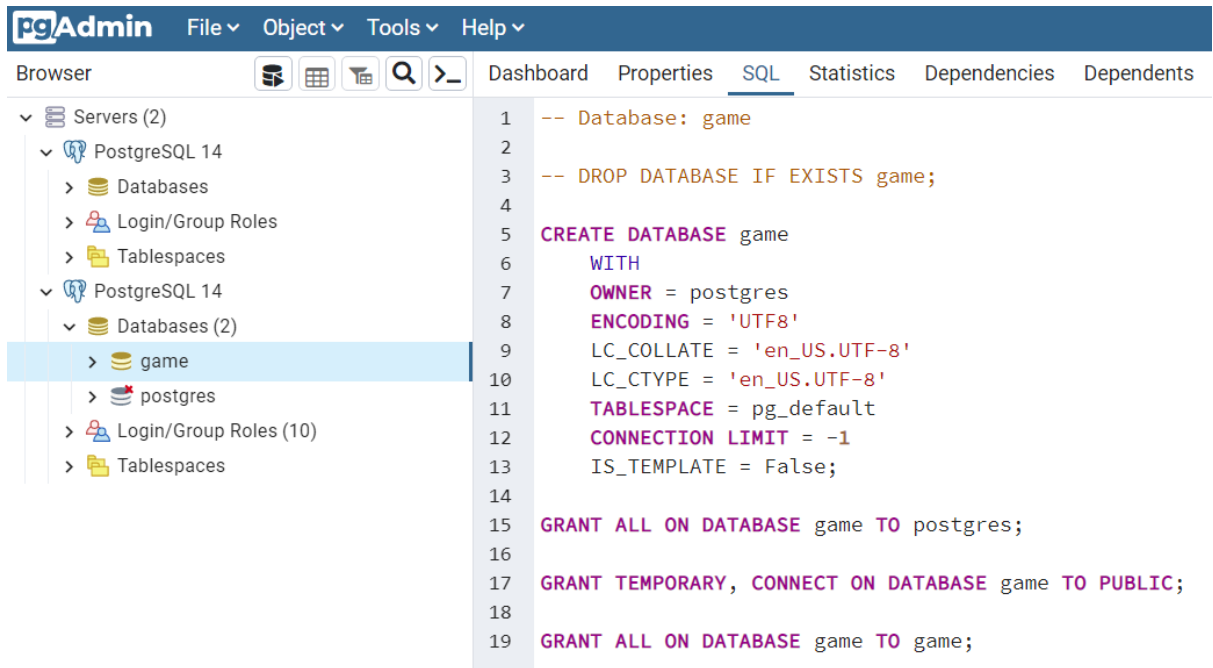 pgAdmin File Object Tools Help
Browser
Dashboard Properties SQL Statistics Dependencies Dependents
Servers (2)
PostgreSQL 14
Databases
Login/Group Roles
Tablespaces
PostgreSQL 14
Databases (2)
game
postgres
Login/Group Roles (10)
Tablespaces
1 -- Database: game
2
3 -- DROP DATABASE IF EXISTS game;
4
5 CREATE DATABASE game
6 WITH
7 OWNER = postgres
8 ENCODING = 'UTF8'
9 LC_COLLATE = 'en_US.UTF-8'
10 LC_CTYPE = 'en_US.UTF-8'
11 TABLESPACE = pg_default
12 CONNECTION LIMIT = -1
13 IS_TEMPLATE = False;
14
15 GRANT ALL ON DATABASE game TO postgres;
16
17 GRANT TEMPORARY, CONNECT ON DATABASE game TO PUBLIC;
18
19 GRANT ALL ON DATABASE game TO game;